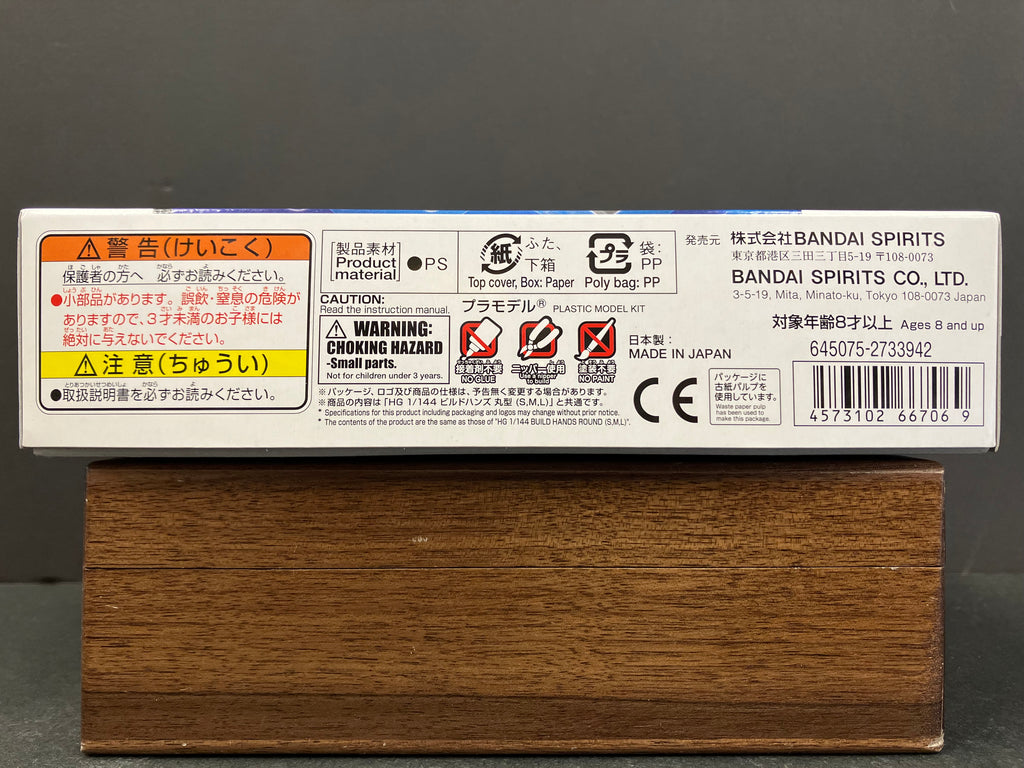 警告(けいこく)
保護者の方へ 必ずお読みください。
●小部品があります。誤飲・窒息の危険が
ありますので、3才未満のお子様には
絶対に与えないでください。
注意(ちゅうい)
●取扱説明書を必ずお読みください。
[製品素材]
[Product material]
●PS
紙
ふた、
下箱
Top cover, Box: Paper
プラ
袋:
PP
Poly bag: PP
CAUTION:
Read the instruction manual.
プラモデル® PLASTIC MODEL KIT
WARNING:
CHOKING HAZARD
-Small parts.
Not for children under 3 years.
接着剤不要
NO GLUE
ニッパー使用
Use a nipper
to build
塗装不要
NO PAINT
日本製:
MADE IN JAPAN
※パッケージ、ロゴ及び商品の仕様は、予告無く変更する場合があります。
※商品の内容は「HG 1/144 ビルドハンズ 丸型 (S,M,L)」と共通です。
* Specifications for this product including packaging and logos may change without prior notice.
* The contents of the product are same as those of "HG 1/144 BUILD HANDS ROUND (S,M,L)".
CE
パッケージに
古紙パルプを
使用しています。
Waste paper pulp
has been used to
make this package.
発売元 株式会社BANDAI SPIRITS
東京都港区三田三丁目5-19 〒108-0073
BANDAI SPIRITS CO., LTD.
3-5-19, Mita, Minato-ku, Tokyo 108-0073 Japan
対象年齢8才以上 Ages 8 and up
645075-2733942
4573102 66706 9